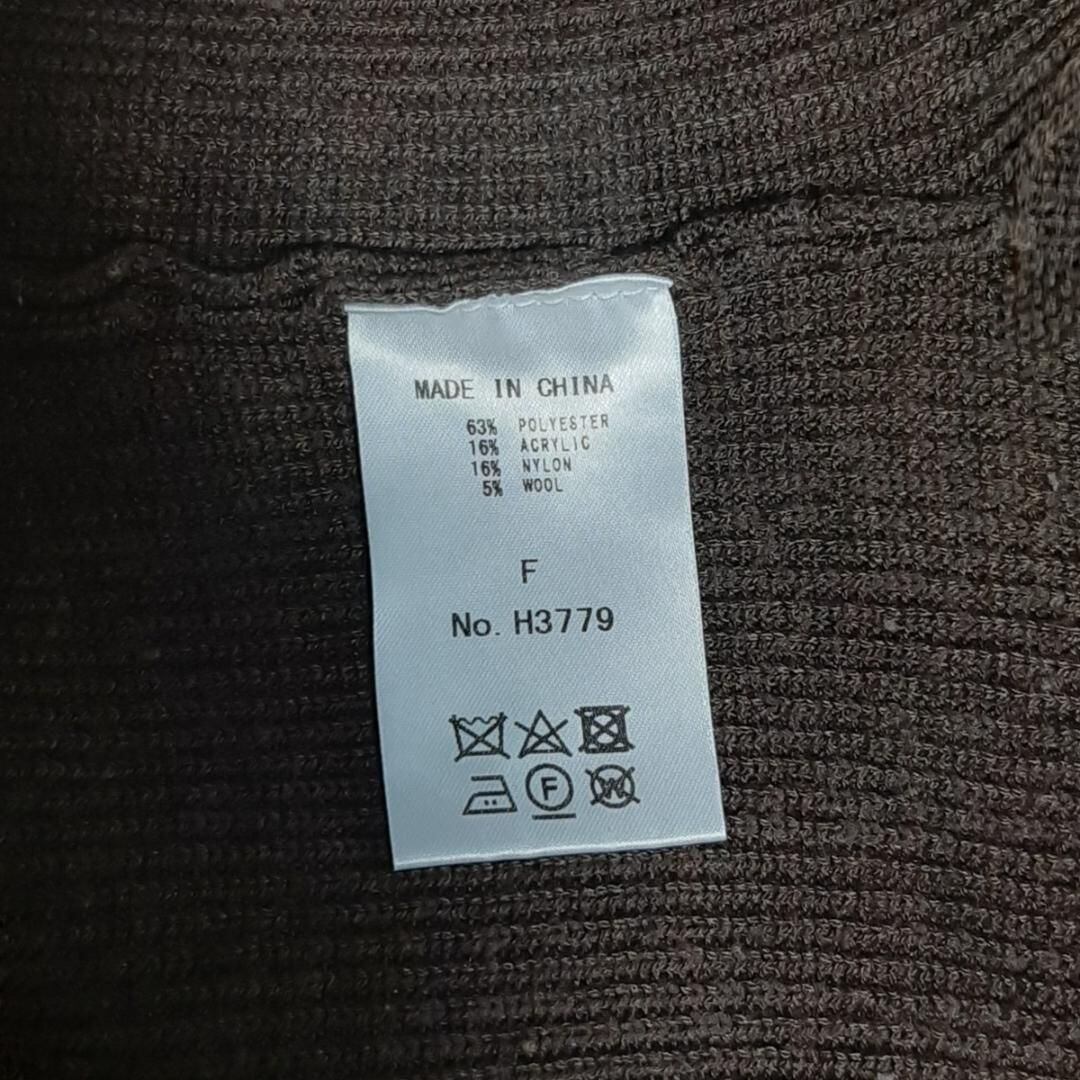 MADE IN CHINA
63% POLYESTER
16% ACRYLIC
16% NYLON
5% WOOL
F
No. H3779
F W